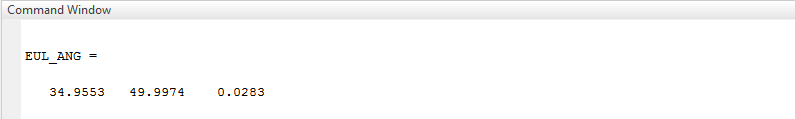 Command Window
EUL_ANG =
34.9553 49.9974 0.0283